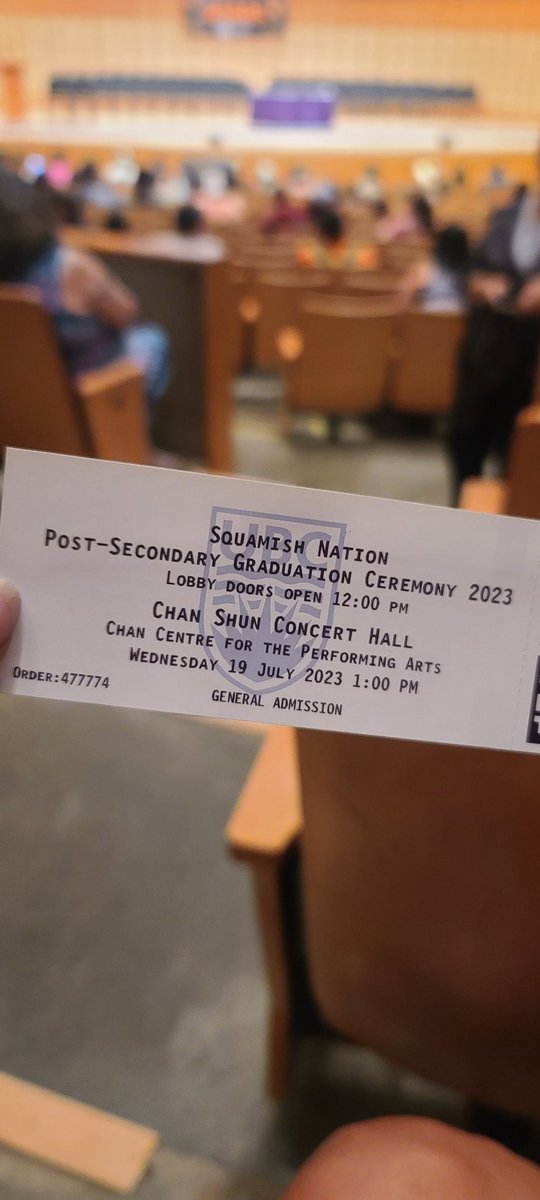 UBC
SQUAMISH NATION
POST-SECONDARY GRADUATION CEREMONY 2023
LOBBY DOORS OPEN 12:00 PM
CHAN SHUN CONCERT HALL
CHAN CENTRE FOR THE PERFORMING ARTS
WEDNESDAY 19 JULY 2023 1:00 PM
ORDER:477774
GENERAL ADMISSION